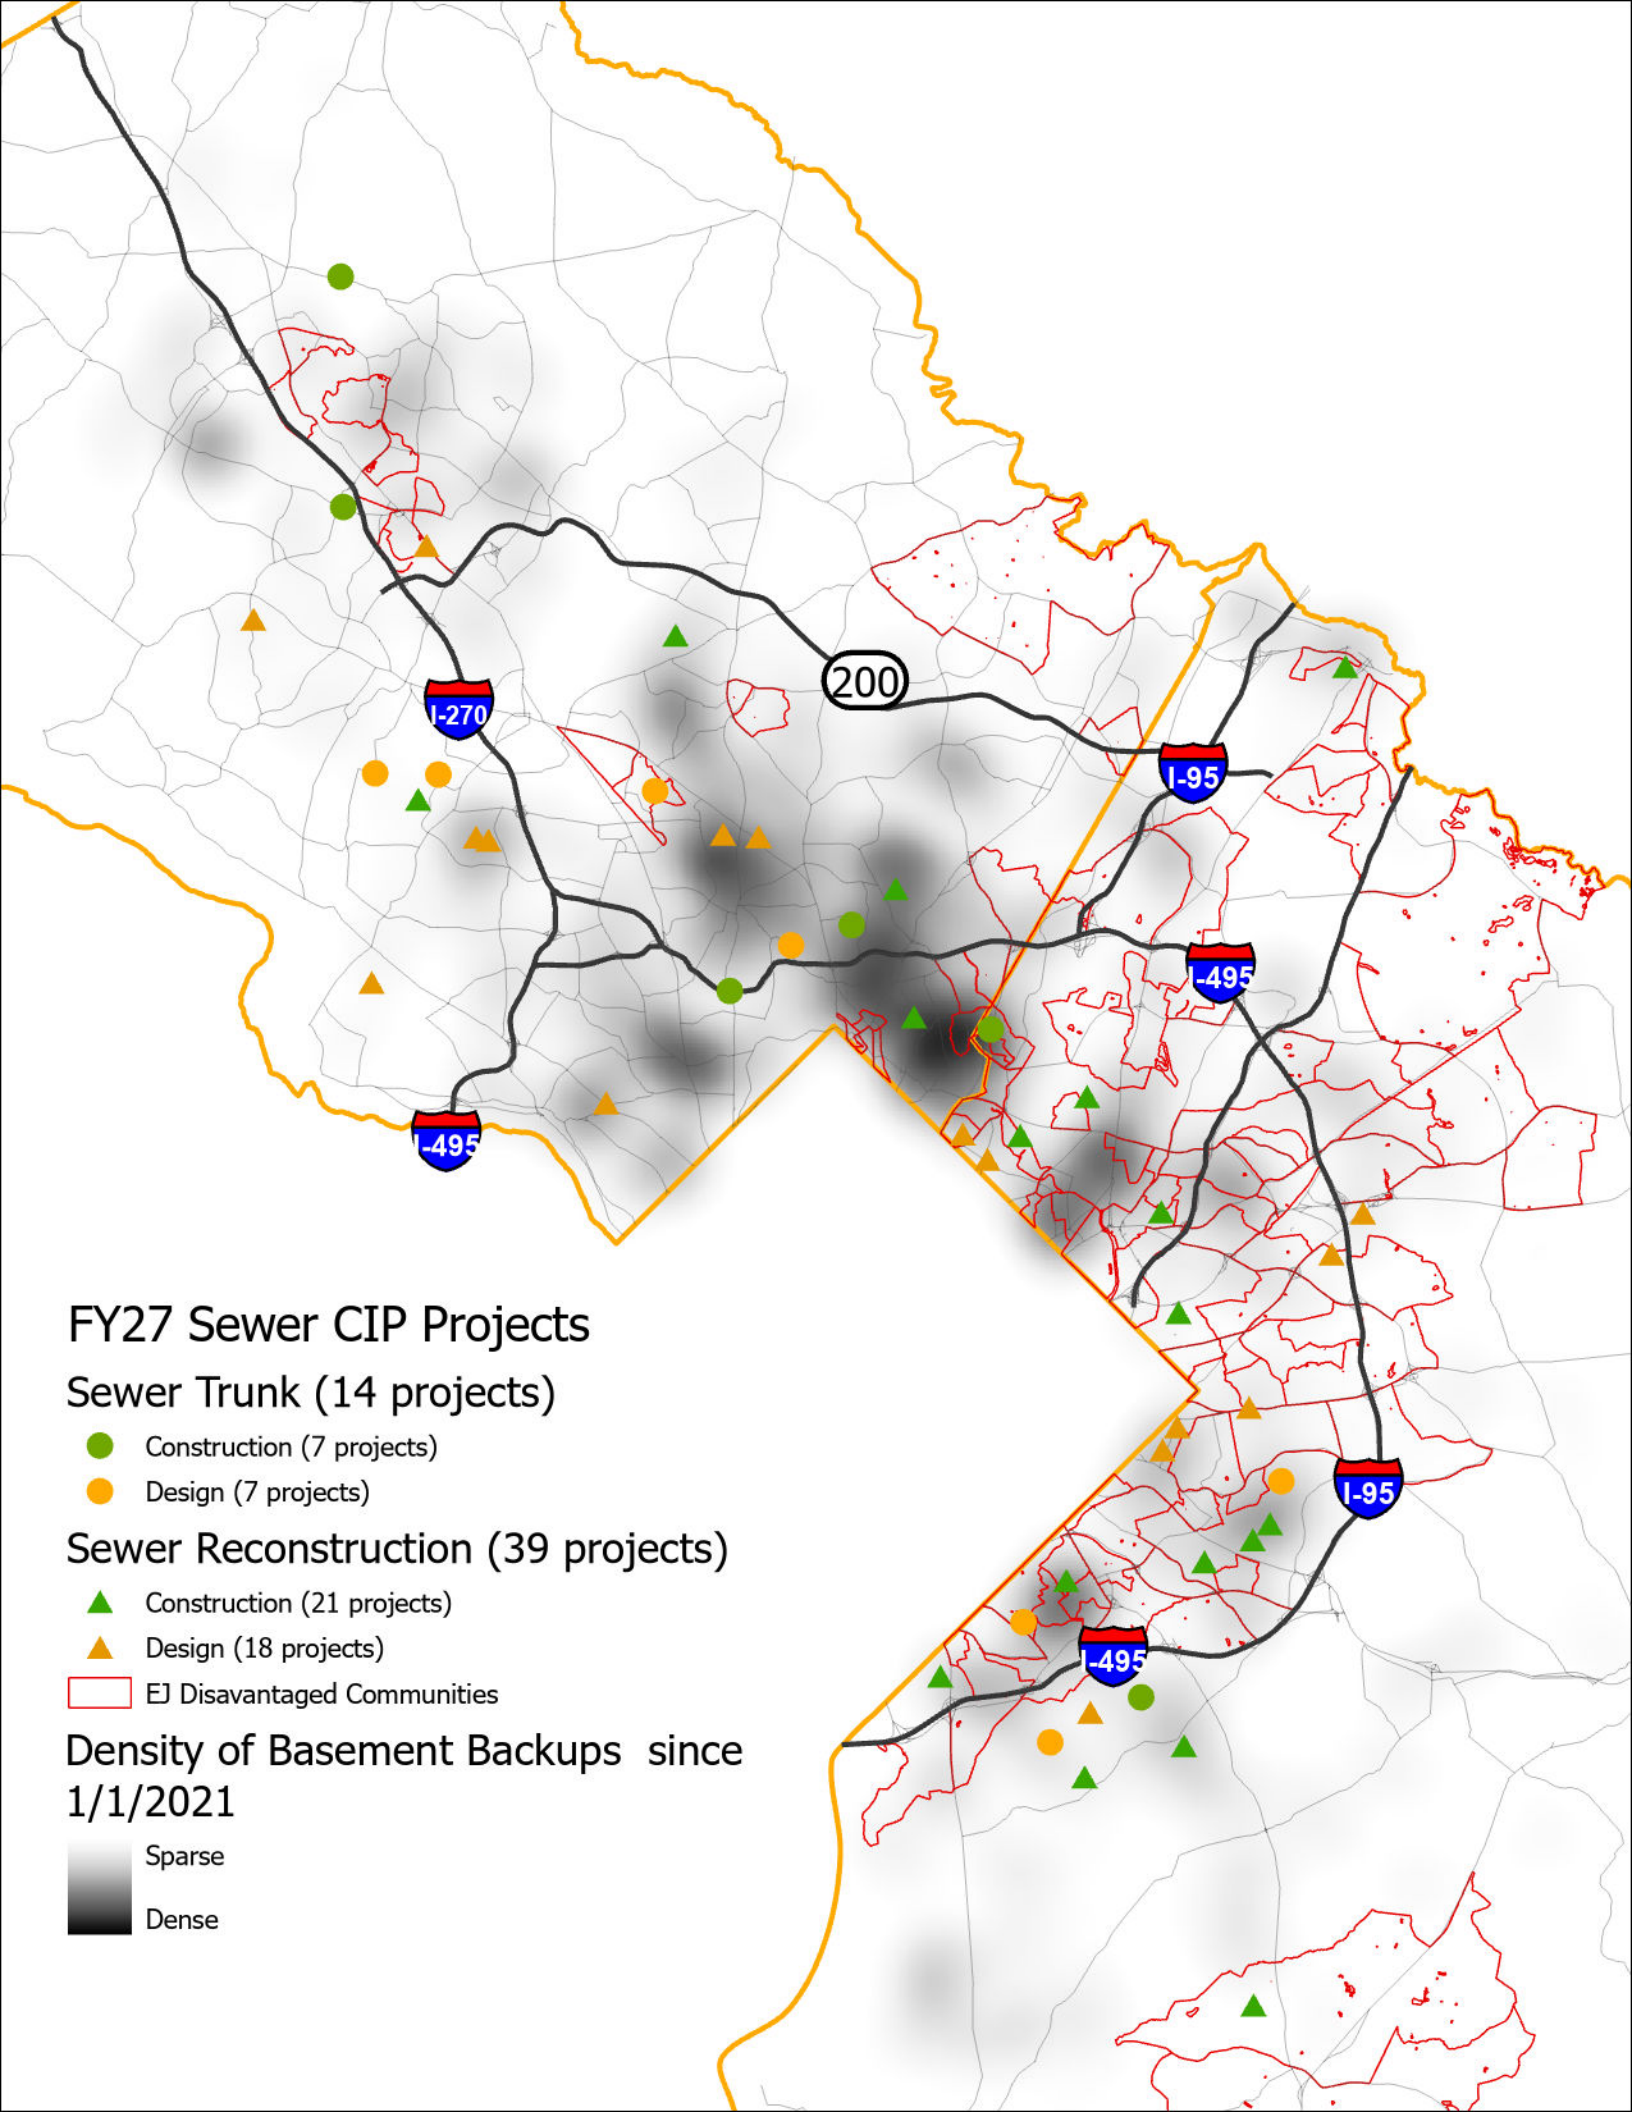 200
I-270
I-95
I-495
I-495
FY27 Sewer CIP Projects
Sewer Trunk (14 projects)
Construction (7 projects)
Design (7 projects)
I-95
Sewer Reconstruction (39 projects)
Construction (21 projects)
Design (18 projects)
I-495
EJ Disavantaged Communities
Density of Basement Backups since
1/1/2021
Sparse
Dense